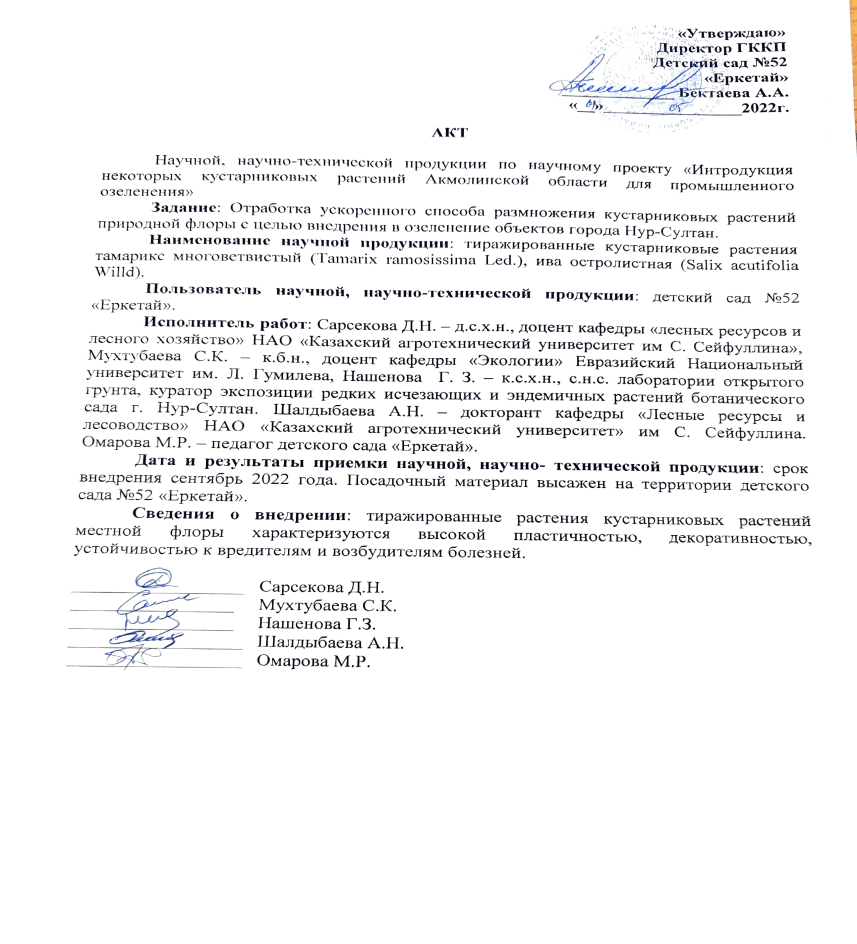 «Утверждаю»
Директор ГККП
Детский сад №52
«Еркетай»
Бектаева А.А.
«__»____________2022г.
АКТ
Научной, научно-технической продукции по научному проекту «Интродукция
некоторых кустарниковых растений Акмолинской области для промышленного
озеленения»
Задание: Отработка ускоренного способа размножения кустарниковых растений
природной флоры с целью внедрения в озеленение объектов города Нур-Султан.
Наименование научной продукции: тиражированные кустарниковые растения
тамарикс многоветвистый (Tamarix ramosissima Led.), ива остролистная (Salix acutifolia
Willd).
Пользователь научной, научно-технической продукции: детский сад №52
«Еркетай».
Исполнитель работ: Сарсекова Д.Н. – д.с.х.н., доцент кафедры «лесных ресурсов и
лесного хозяйство» НАО «Казахский агротехнический университет им С. Сейфуллина»,
Мухтубаева С.К. – к.б.н., доцент кафедры «Экологии» Евразийский Национальный
университет им. Л. Гумилева, Нашенова Г. З. – к.с.х.н., с.н.с. лаборатории открытого
грунта, куратор экспозиции редких исчезающих и эндемичных растений ботанического
сада г. Нур-Султан. Шалдыбаева А.Н. – докторант кафедры «Лесные ресурсы и
лесоводство» НАО «Казахский агротехнический университет» им С. Сейфуллина.
Омарова М.Р. – педагог детского сада «Еркетай».
Дата и результаты приемки научной, научно- технической продукции: срок
внедрения сентябрь 2022 года. Посадочный материал высажен на территории детского
сада №52 «Еркетай».
Сведения о внедрении: тиражированные растения кустарниковых растений
местной флоры характеризуются высокой пластичностью, декоративностью,
устойчивостью к вредителям и возбудителям болезней.
Сарсекова Д.Н.
Мухтубаева С.К.
Нашенова Г.З.
Шалдыбаева А.Н.
Омарова М.Р.